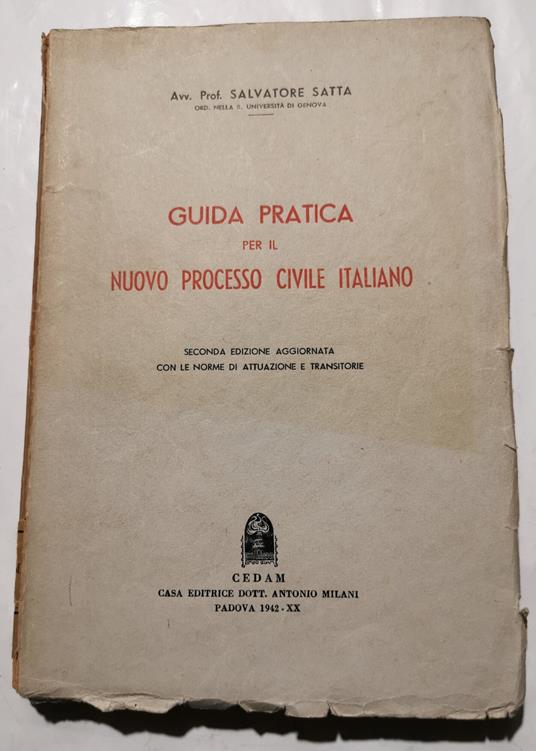 Avv. Prof. SALVATORE SATTA
ORD. NELLA R. UNIVERSITÀ DI GENOVA
GUIDA PRATICA
PER IL
NUOVO PROCESSO CIVILE ITALIANO
SECONDA EDIZIONE AGGIORNATA
CON LE NORME DI ATTUAZIONE E TRANSITORIE
CEDAM
CASA EDITRICE DOTT. ANTONIO MILANI
PADOVA 1942 - XX